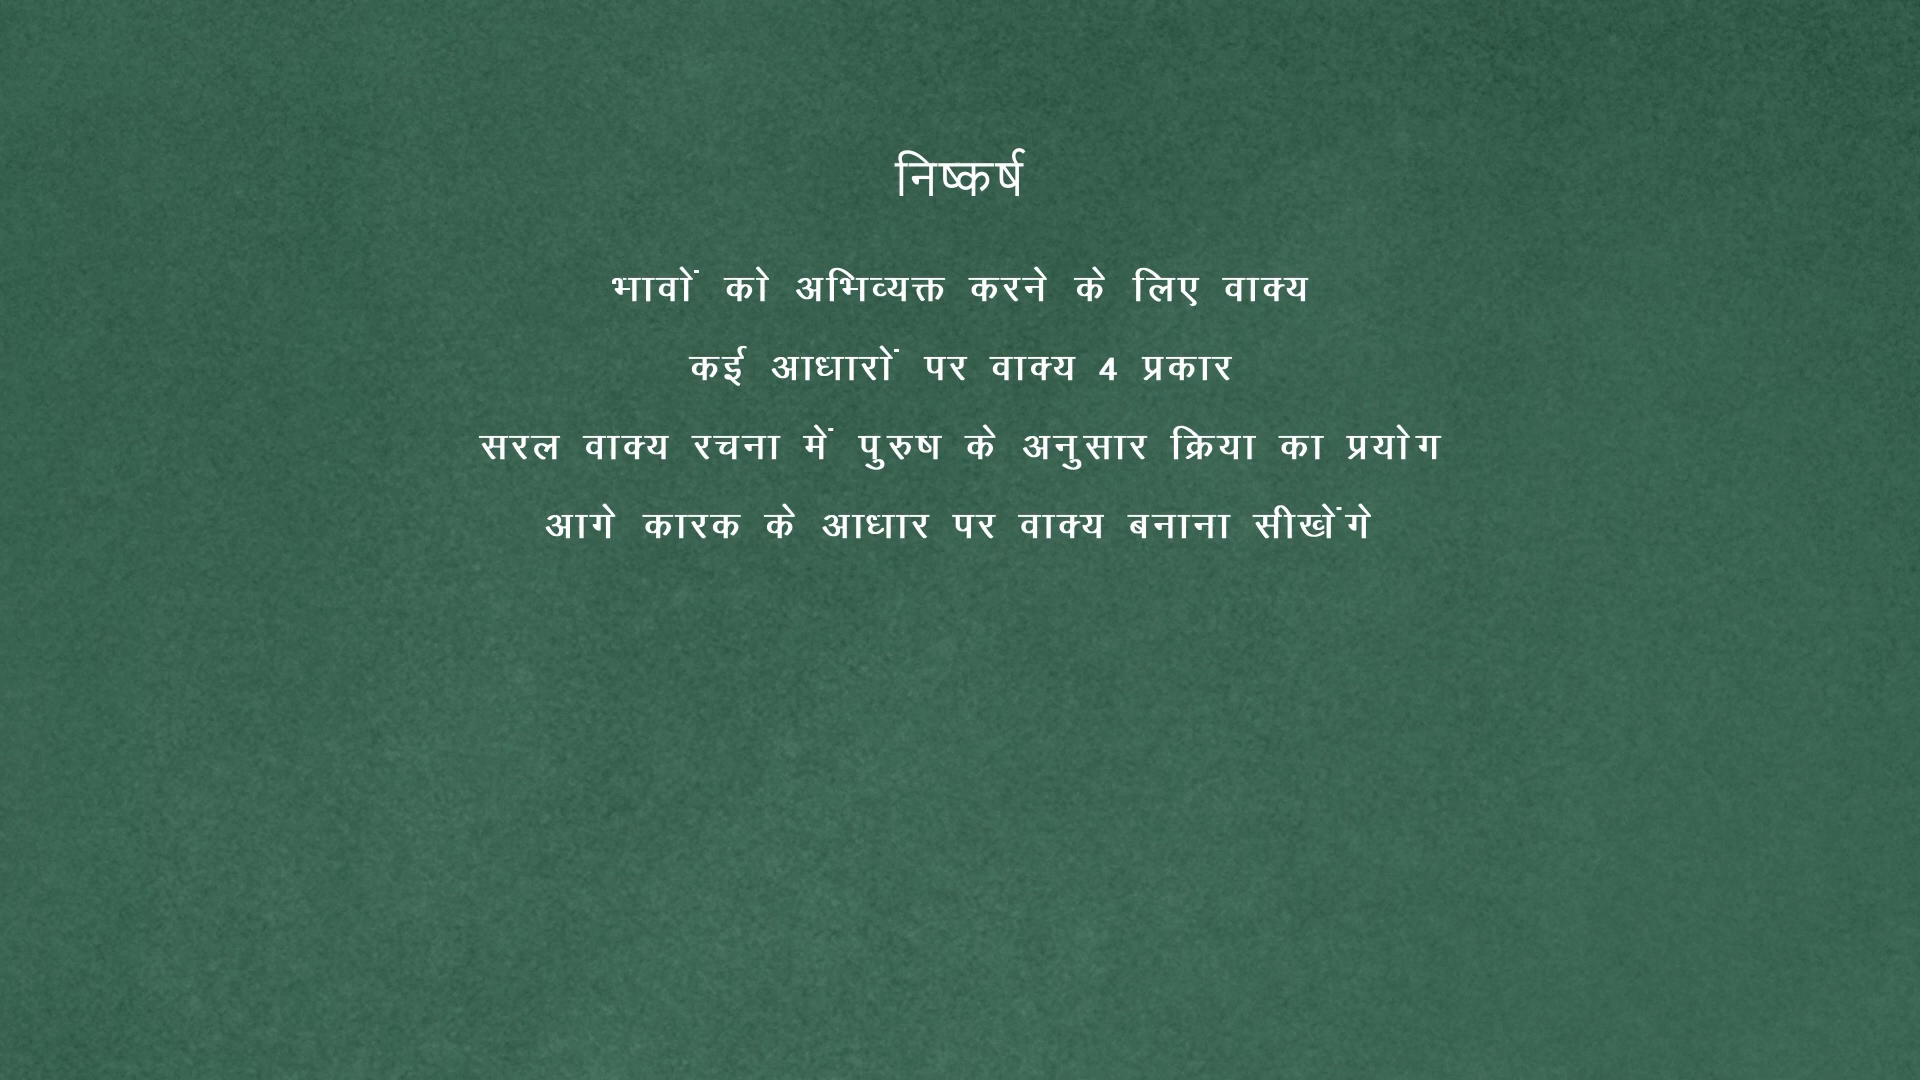 निष्कर्ष
भावों को अभिव्यक्त करने के लिए वाक्य
कई आधारों पर वाक्य 4 प्रकार
सरल वाक्य रचना में पुरुष के अनुसार क्रिया का प्रयोग
आगे कारक के आधार पर वाक्य बनाना सीखेंगे